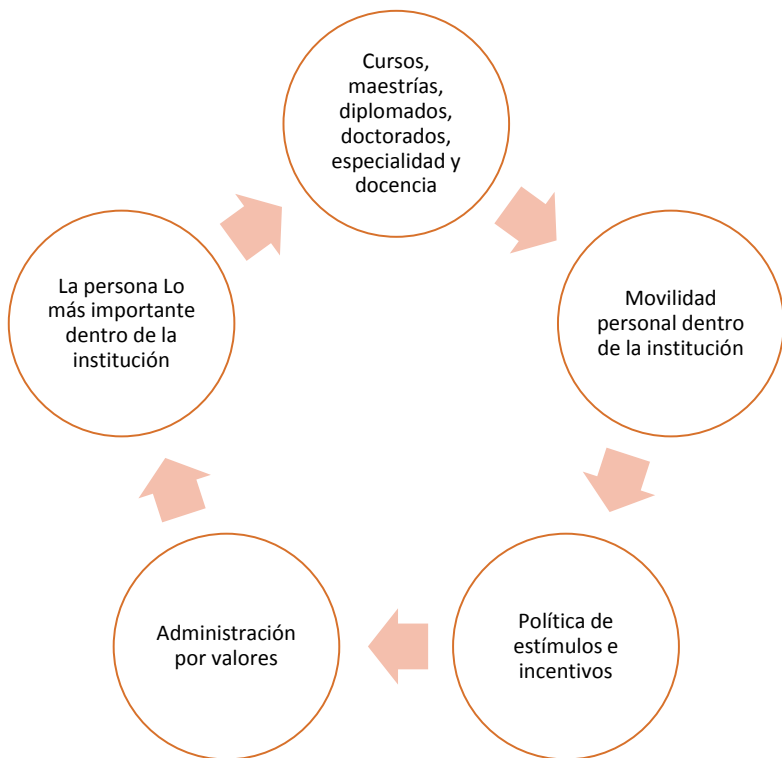 Cursos,
maestrías,
diplomados,
doctorados,
especialidad y
docencia
Movilidad
personal dentro
de la institución
Política de
estímulos e
incentivos
Administración
por valores
La persona Lo
más importante
dentro de la
institución